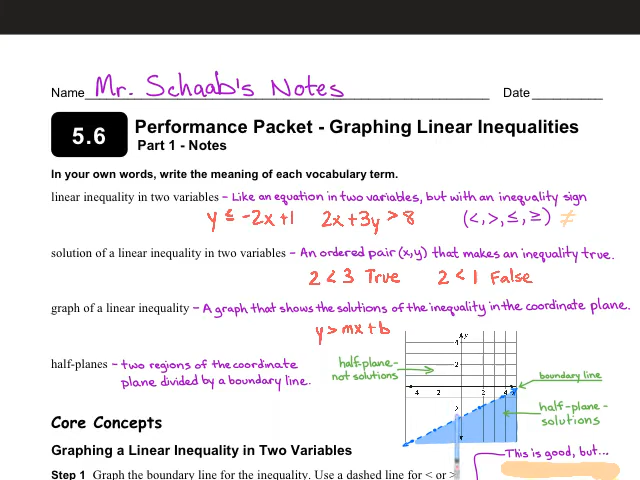 Name Mr. Schaab's Notes Date
5.6 Performance Packet - Graphing Linear Inequalities
Part 1 - Notes
In your own words, write the meaning of each vocabulary term.
linear inequality in two variables - Like an equation in two variables, but with an inequality sign
y ≤ -2x+1 2x+3y > 8 (<, >, ≤, ≥) ≠
solution of a linear inequality in two variables - An ordered pair (x,y) that makes an inequality true.
2 < 3 True 2 < 1 False
graph of a linear inequality - A graph that shows the solutions of the inequality in the coordinate plane.
y > mx + b
half-planes - two regions of the coordinate
plane divided by a boundary line.
half-plane-
not solutions
y
4
2
-4 -2 2 4 x
boundary line
half-plane-
solutions
Core Concepts
Graphing a Linear Inequality in Two Variables
This is good, but...
Step 1 Graph the boundary line for the inequality. Use a dashed line for < or >